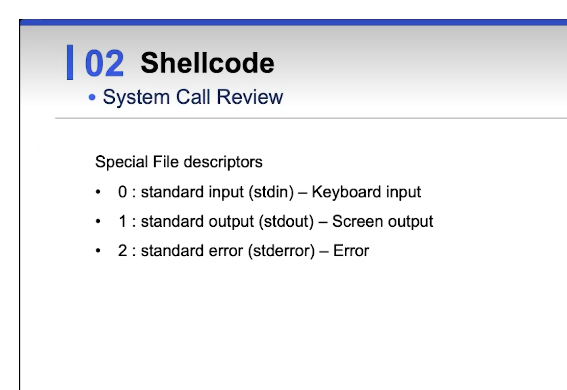 02 Shellcode
• System Call Review
Special File descriptors
• 0 : standard input (stdin) – Keyboard input
• 1 : standard output (stdout) – Screen output
• 2 : standard error (stderror) – Error